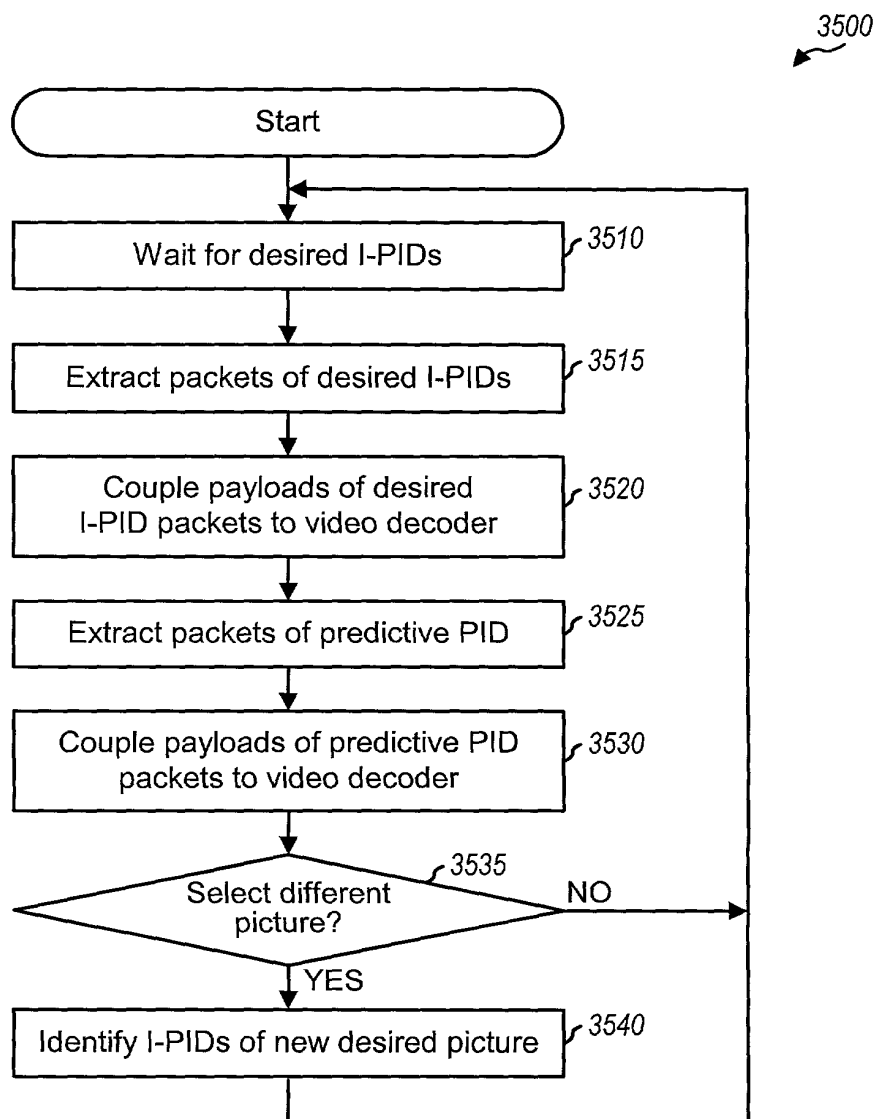 3500
Start
Wait for desired I-PIDs
3510
Extract packets of desired I-PIDs
3515
Couple payloads of desired
I-PID packets to video decoder
3520
Extract packets of predictive PID
3525
Couple payloads of predictive PID
packets to video decoder
3530
3535
Select different
picture?
NO
YES
Identify I-PIDs of new desired picture
3540